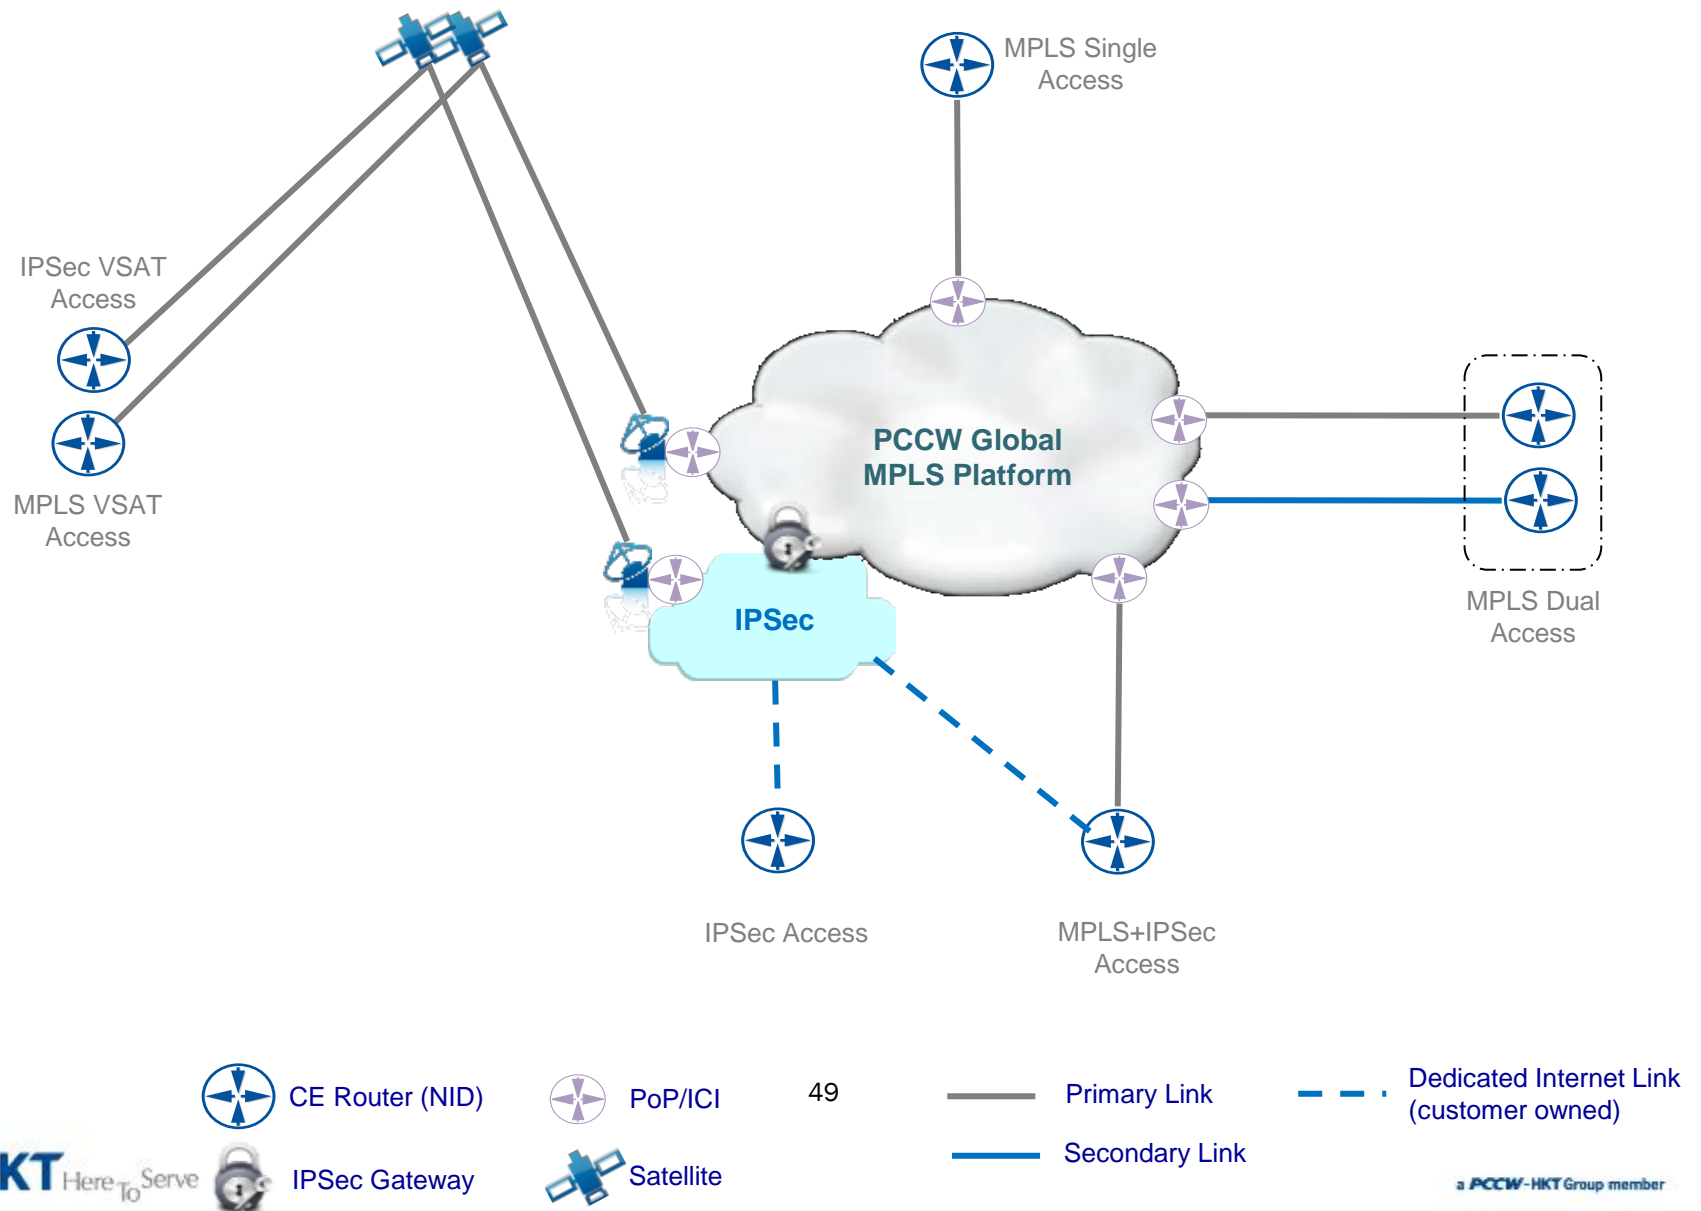 MPLS Single
Access
IPSec VSAT
Access
MPLS VSAT
Access
PCCW Global
MPLS Platform
IPSec
MPLS Dual
Access
IPSec Access
MPLS+IPSec
Access
CE Router (NID)
PoP/ICI
49
Primary Link
Dedicated Internet Link
(customer owned)
IPSec Gateway
Satellite
Secondary Link
KT Here To Serve
a PCCW-HKT Group member